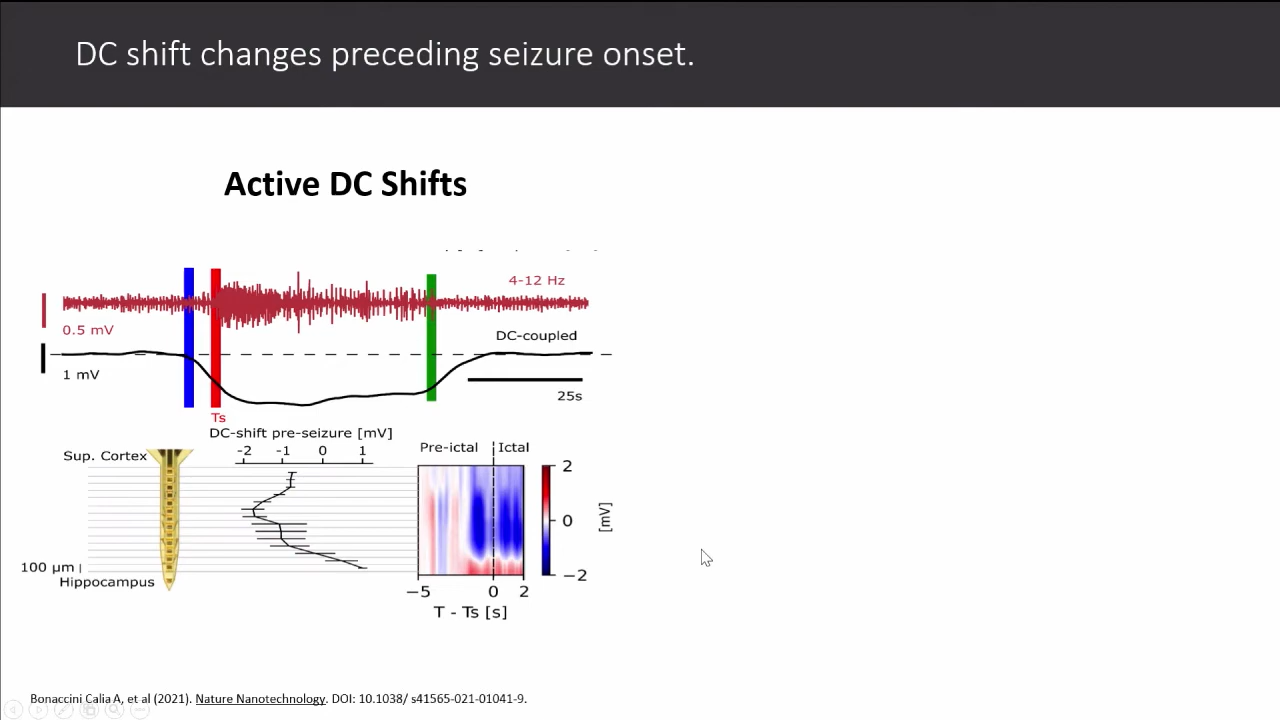 DC shift changes preceding seizure onset.
Active DC Shifts
4-12 Hz
0.5 mV
DC-coupled
1 mV
25s
Ts
DC-shift pre-seizure [mV]
-2 -1 0 1
Sup. Cortex
Pre-ictal Ictal
2
0
−2
[mV]
100 µm
Hippocampus
−5 0 2
T - Ts [s]
Bonaccini Calia A, et al (2021). Nature Nanotechnology. DOI: 10.1038/ s41565-021-01041-9.